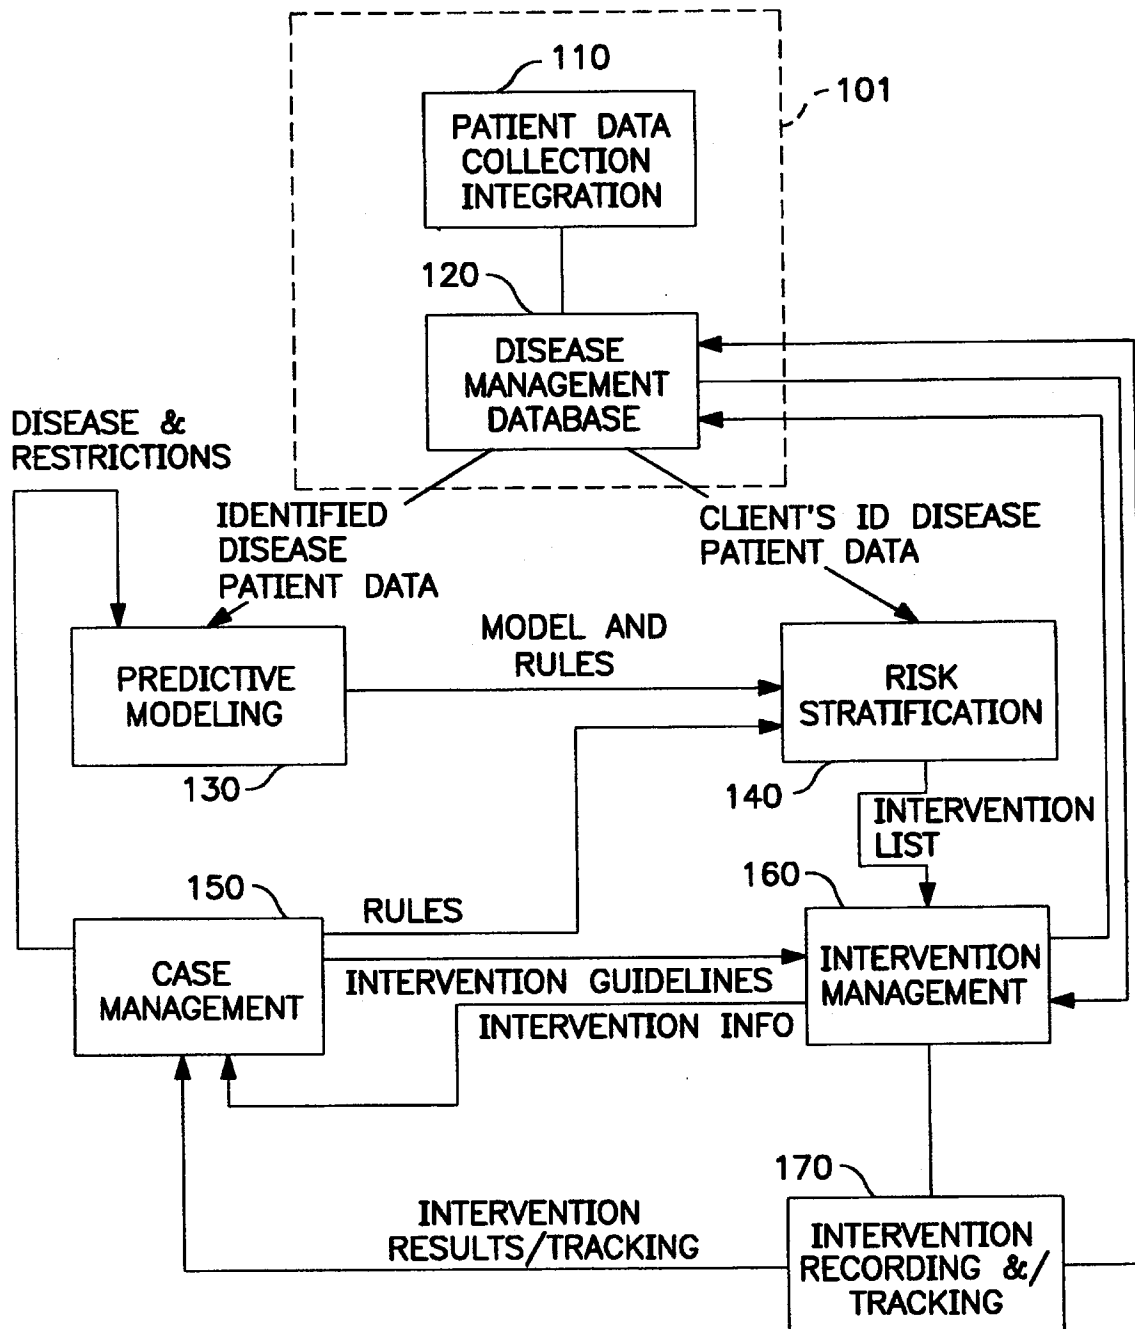 110
101
PATIENT DATA
COLLECTION
INTEGRATION
120
DISEASE
MANAGEMENT
DATABASE
DISEASE &
RESTRICTIONS
IDENTIFIED
DISEASE
PATIENT DATA
CLIENT'S ID DISEASE
PATIENT DATA
MODEL AND
RULES
PREDICTIVE
MODELING
RISK
STRATIFICATION
130
140
INTERVENTION
LIST
150
160
RULES
CASE
MANAGEMENT
INTERVENTION GUIDELINES
INTERVENTION INFO
INTERVENTION
MANAGEMENT
170
INTERVENTION
RESULTS/TRACKING
INTERVENTION
RECORDING &/
TRACKING